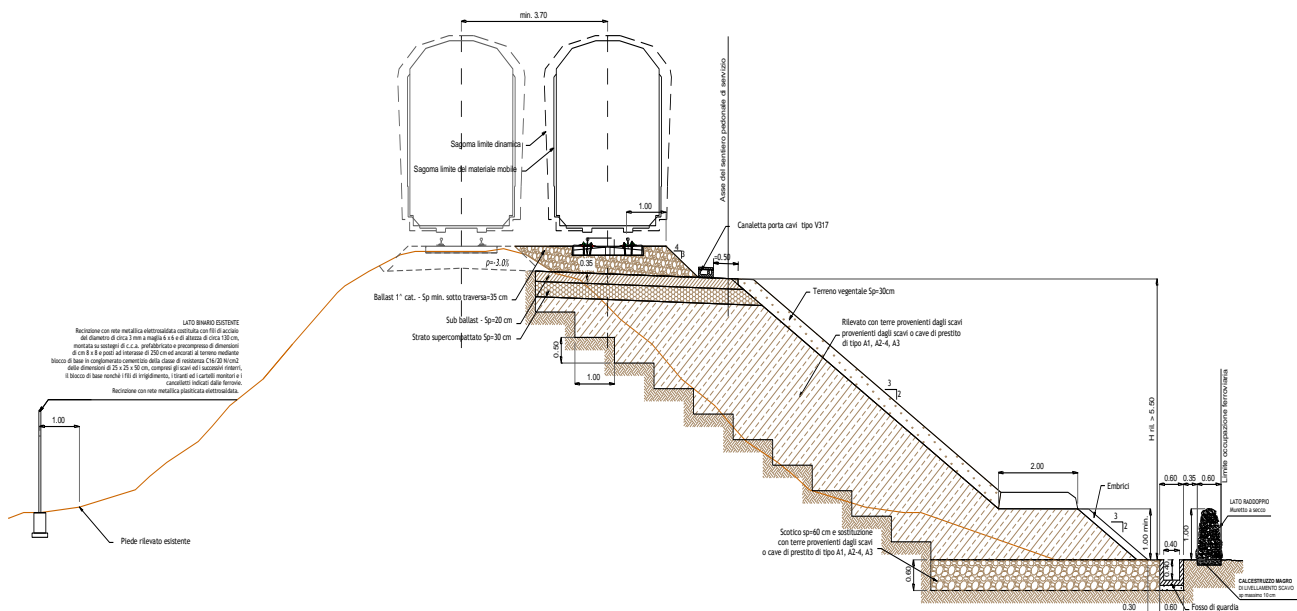 min. 3.70
Asse del sentiero pedonale di servizio
Sagoma limite dinamica
Sagoma limite del materiale mobile
1.00
Canaletta porta cavi tipo V317
4
3
0.50
p=-3.0%
0.35
Ballast 1^ cat. - Sp min. sotto traversa=35 cm
Terreno vegetale Sp=30cm
Sub ballast - Sp=20 cm
Strato supercompattato Sp=30 cm
Rilevato con terre provenienti dagli scavi
provenienti dagli scavi o cave di prestito
di tipo A1, A2-4, A3
LATO BINARIO ESISTENTE
Recinzione con rete metallica elettrosaldata costituita con fili di acciaio
del diametro di circa 3 mm a maglia 6 x 6 e di altezza di circa 130 cm,
montata su sostegni di c.c.a. prefabbricato e precompresso di dimensioni
di cm 8 x 8 e posti ad interasse di 250 cm ed ancorati al terreno mediante
blocco di base in conglomerato cementizio della classe di resistenza C16/20 N/cm2
delle dimensioni di 25 x 25 x 50 cm, compresi gli scavi ed i successivi rinterri,
il blocco di base nonchè i fili di irrigidimento, i tiranti ed i cartelli monitori e i
cancelletti indicati dalle ferrovie.
Recinzione con rete metallica plastificata elettrosaldata.
0.50
1.00
3
2
H ril. > 5.50
Limite occupazione ferroviaria
1.00
2.00
0.60
0.35
0.60
Embrici
LATO RADDOPPIO
Muretto a secco
3
2
1.00 min.
1.00
0.40
0.40
Piede rilevato esistente
Scotico sp=60 cm e sostituzione
con terre provenienti dagli scavi
o cave di prestito di tipo A1, A2-4, A3
0.60
CALCESTRUZZO MAGRO
DI LIVELLAMENTO SCAVO
sp massimo 10 cm
0.30
0.60
Fosso di guardia